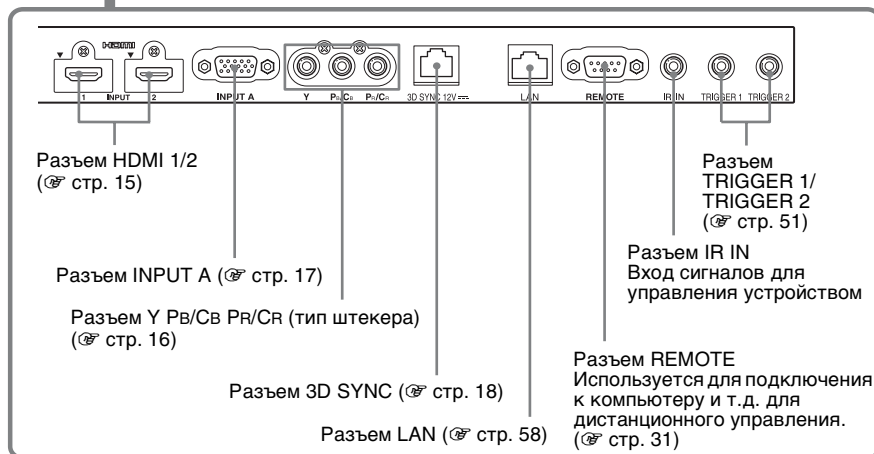 HDMI
1 INPUT 2
INPUT A
Y PB/CB PR/CR
3D SYNC 12V
LAN
REMOTE
IR IN
TRIGGER 1 TRIGGER 2
Разъем HDMI 1/2
(☞ стр. 15)
Разъем
TRIGGER 1/
TRIGGER 2
(☞ стр. 51)
Разъем IR IN
Вход сигналов для
управления устройством
Разъем INPUT A (☞ стр. 17)
Разъем Y PB/CB PR/CR (тип штекера)
(☞ стр. 16)
Разъем REMOTE
Используется для подключения
к компьютеру и т.д. для
дистанционного управления.
(☞ стр. 31)
Разъем 3D SYNC (☞ стр. 18)
Разъем LAN (☞ стр. 58)